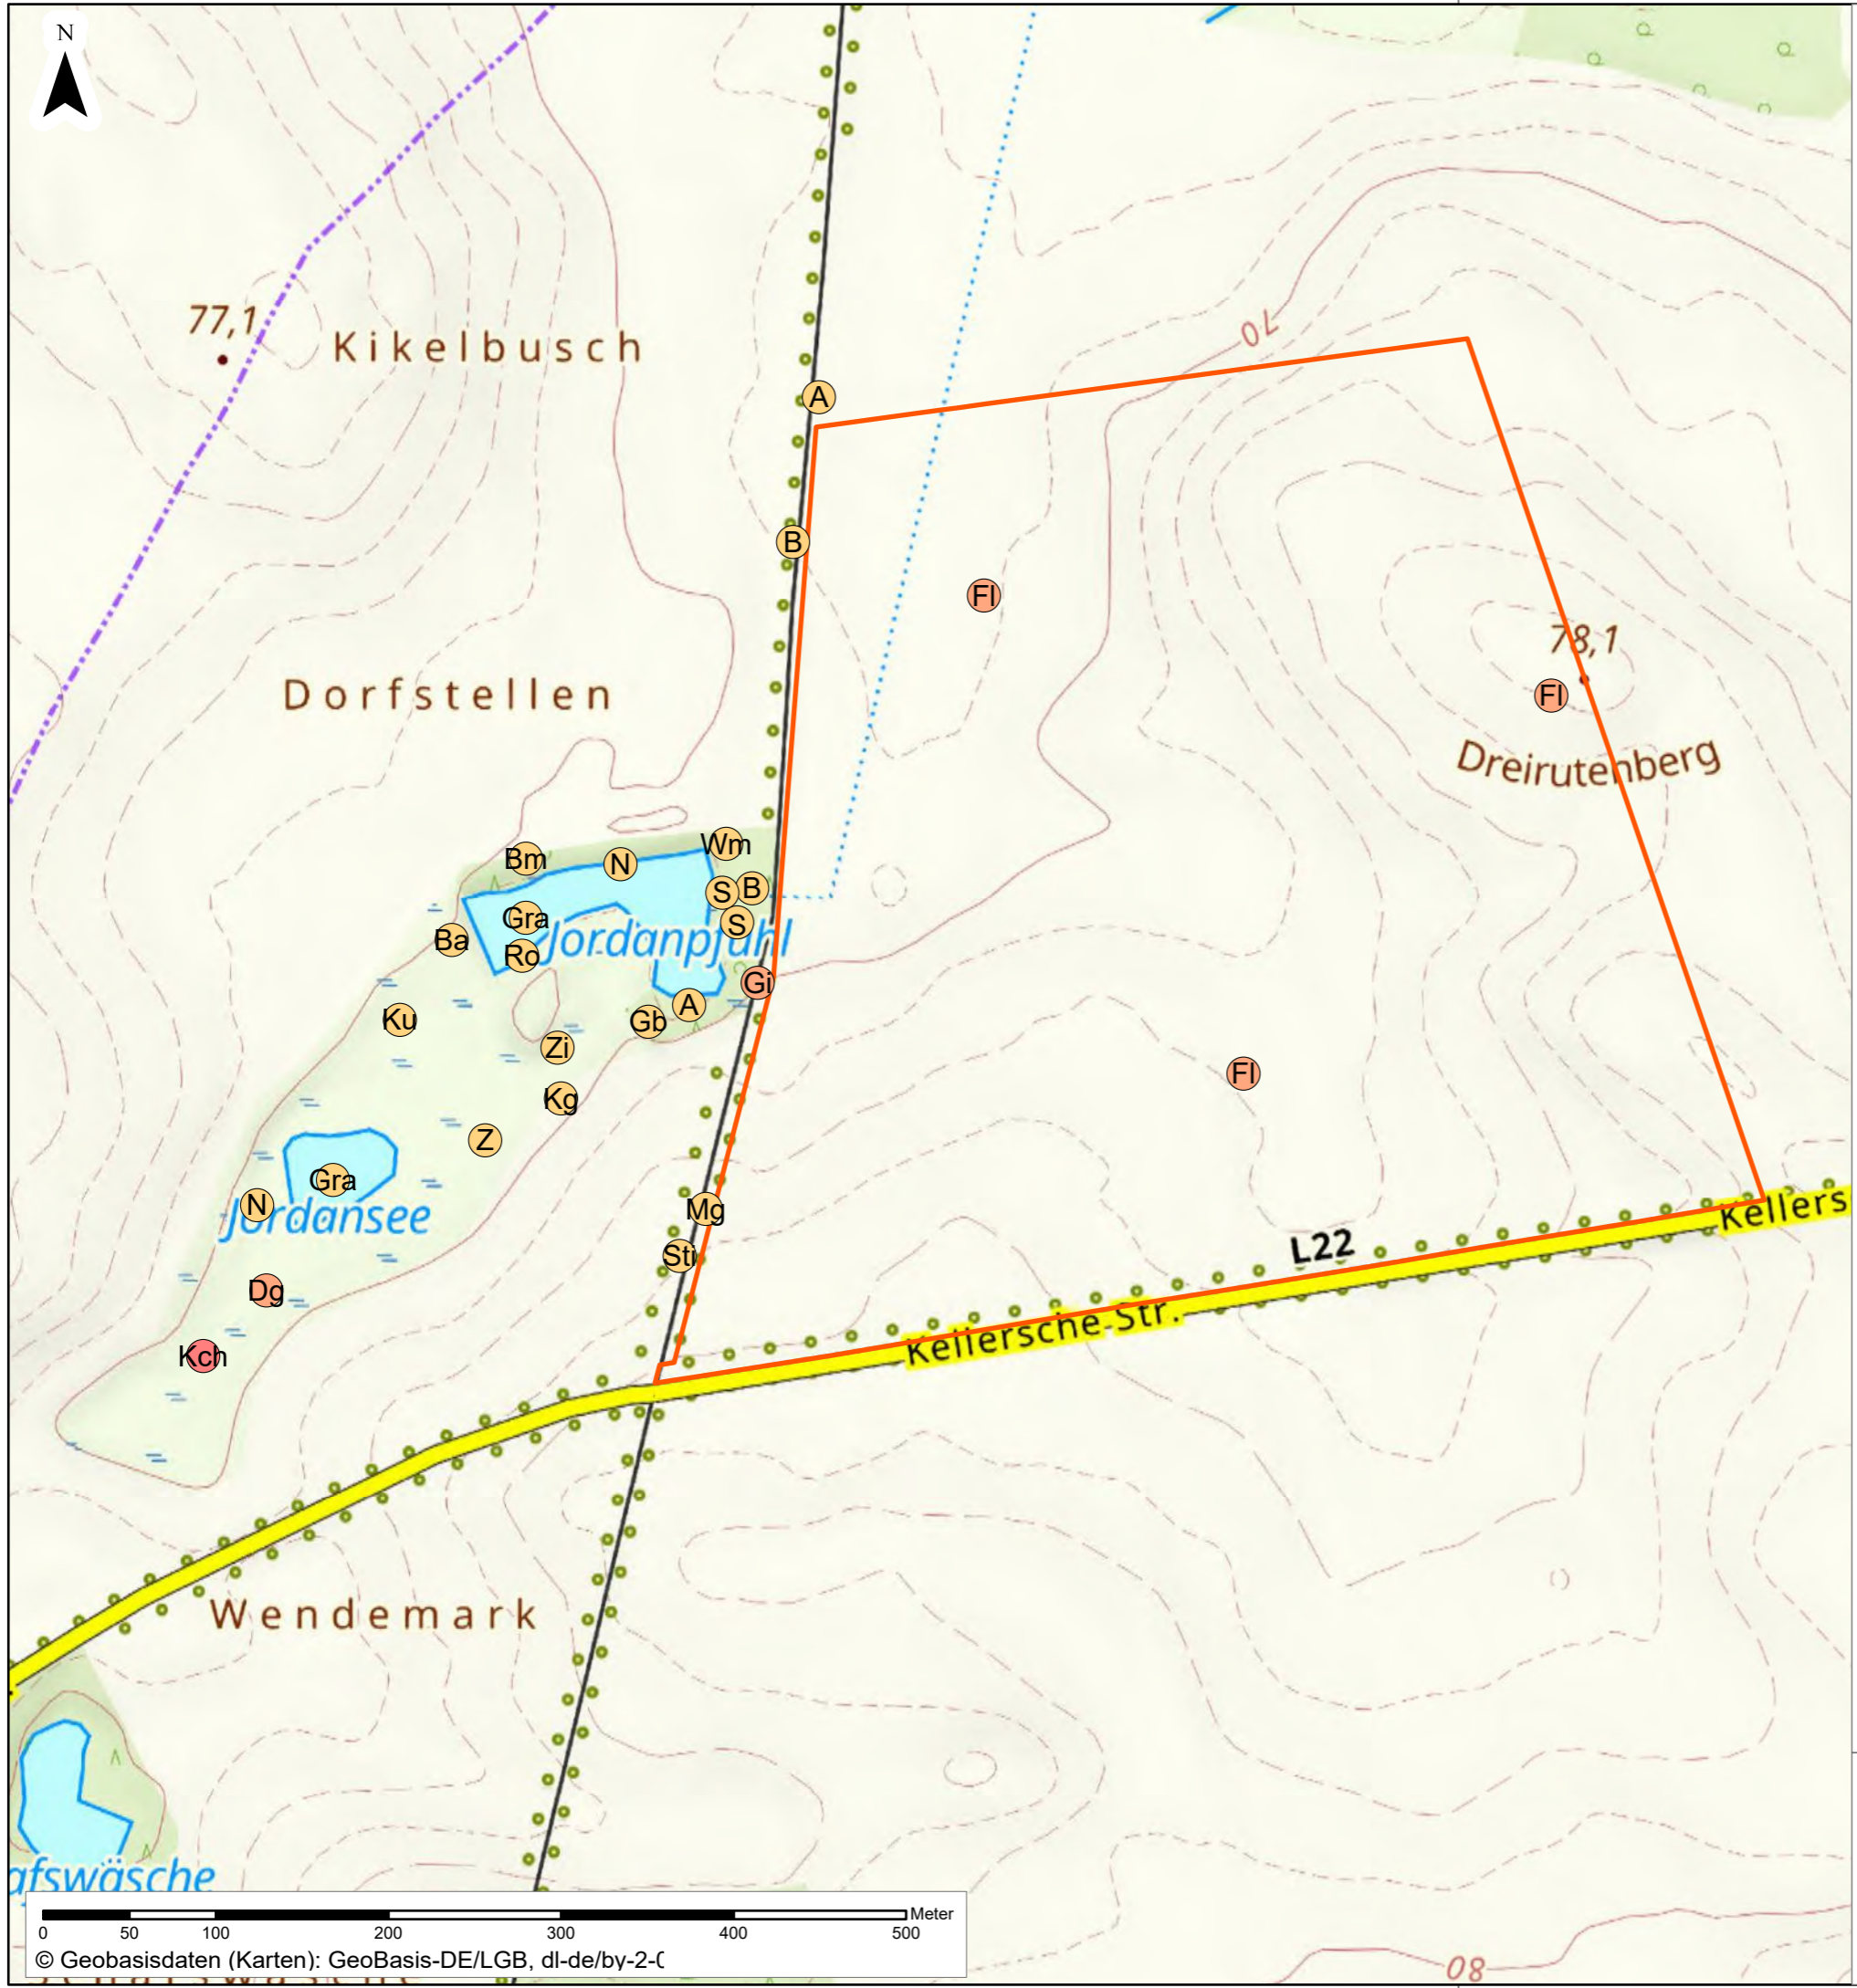 N
77,1
Kikelbusch
70
A
B
Fl
78,1
Fl
Dreirutenberg
Dorfstellen
Bm
N
Wm
S
B
Gra
S
Ba
Ro
Jordanpfuhl
Gi
A
Ku
Gb
Zi
Fl
Kg
Z
Gra
N
Jordansee
Mg
Kellers
Sti
L22
Dg
Kellersche-Str.
Kch
Wendemark
afswäsche
Meter
0 50 100 200 300 400 500
© Geobasisdaten (Karten): GeoBasis-DE/LGB, dl-de/by-2-0
80